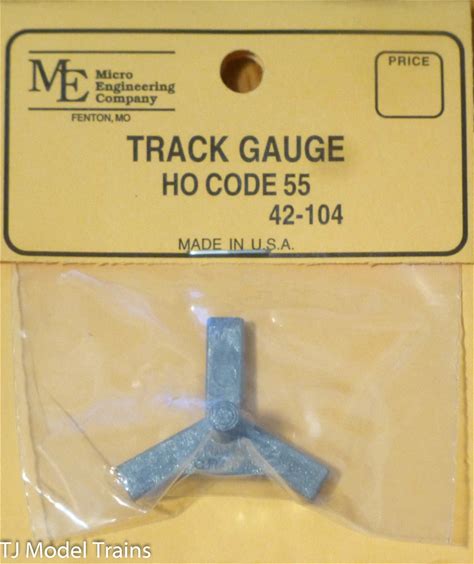 ME Micro
Engineering
Company
FENTON, MO
PRICE
TRACK GAUGE
HO CODE 55
42-104
MADE IN U.S.A.
TJ Model Trains